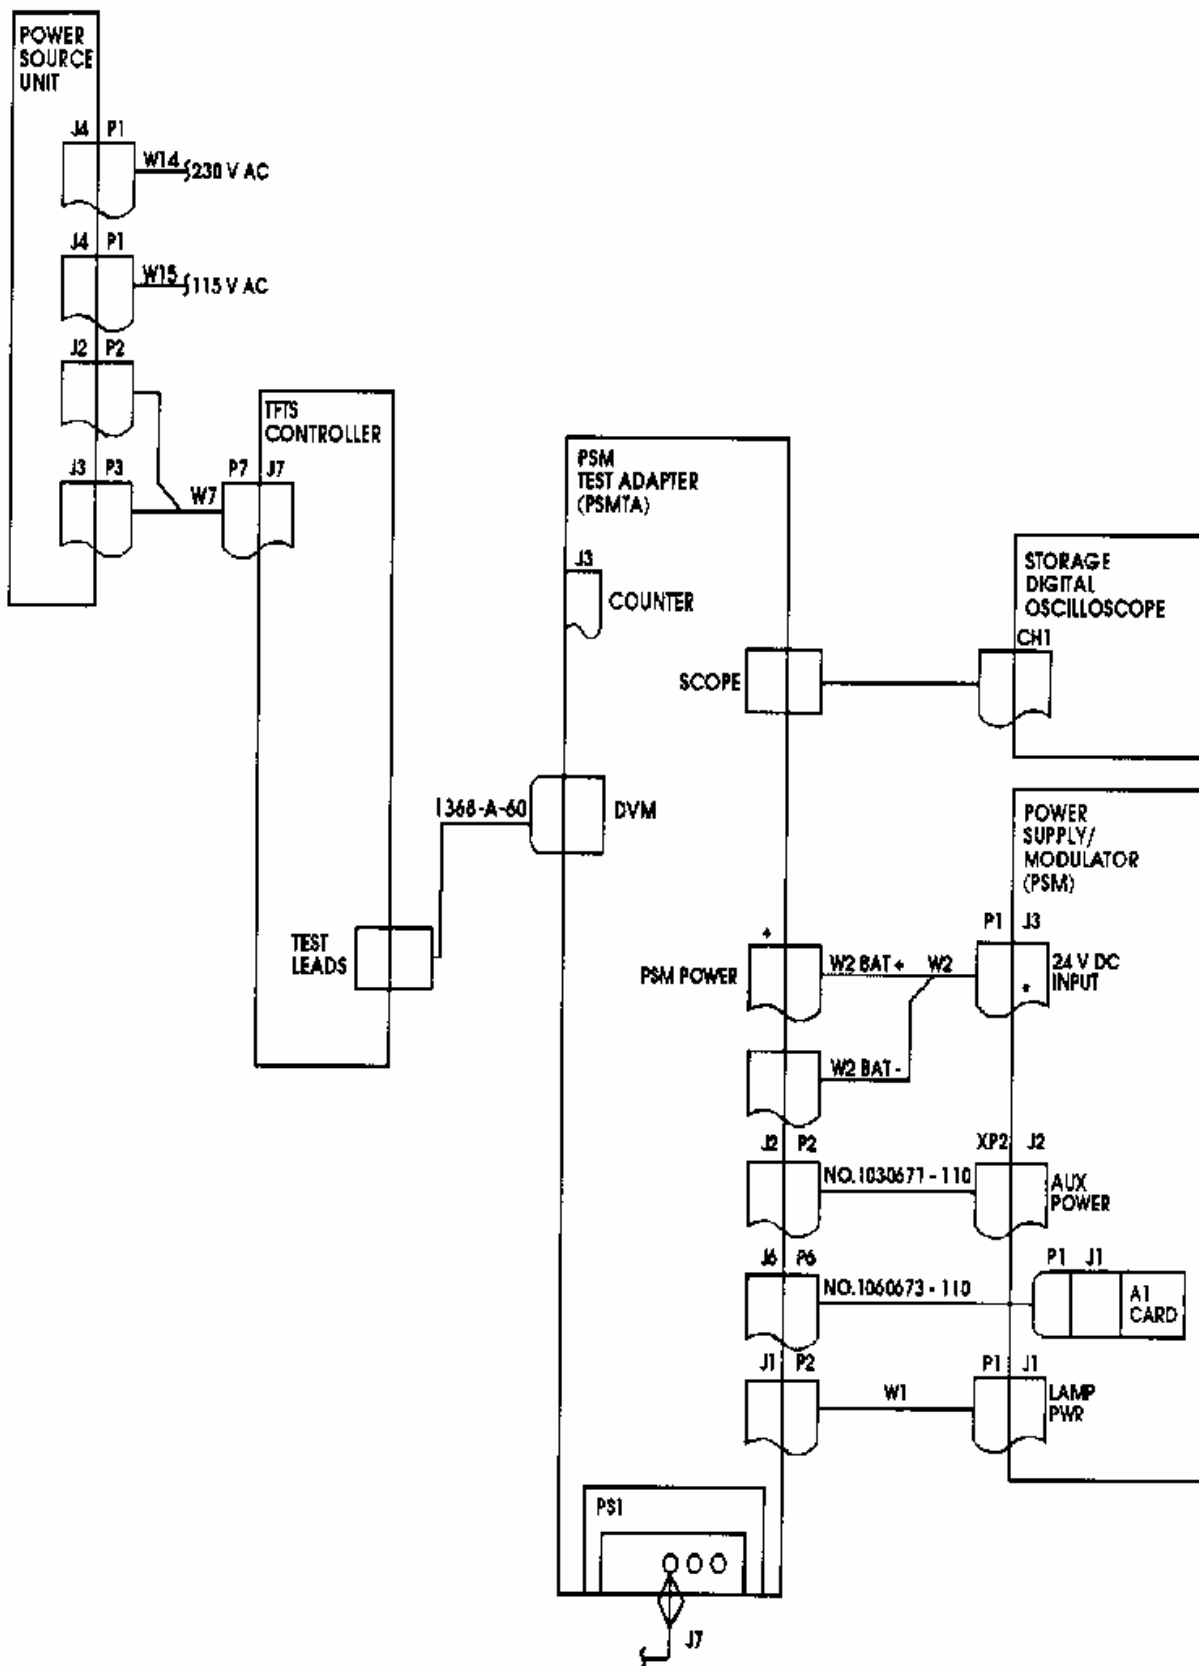 POWER
SOURCE
UNIT
J4 P1
W14
230 V AC
J4 P1
W15
115 V AC
J2 P2
J3 P3
W7
P7 J7
TFTS
CONTROLLER
TEST
LEADS
1368-A-60
PSM
TEST ADAPTER
(PSMTA)
J3
COUNTER
SCOPE
DVM
STORAGE
DIGITAL
OSCILLOSCOPE
CH1
POWER
SUPPLY/
MODULATOR
(PSM)
P1 J3
24 V DC
INPUT
*
*
PSM POWER
W2 BAT +
W2
W2 BAT -
J2 P2
NO.1030671 - 110
XP2 J2
AUX
POWER
J6 P6
NO.1060673 - 110
P1 J1
A1
CARD
J1 P2
W1
P1 J1
LAMP
PWR
PS1
J7